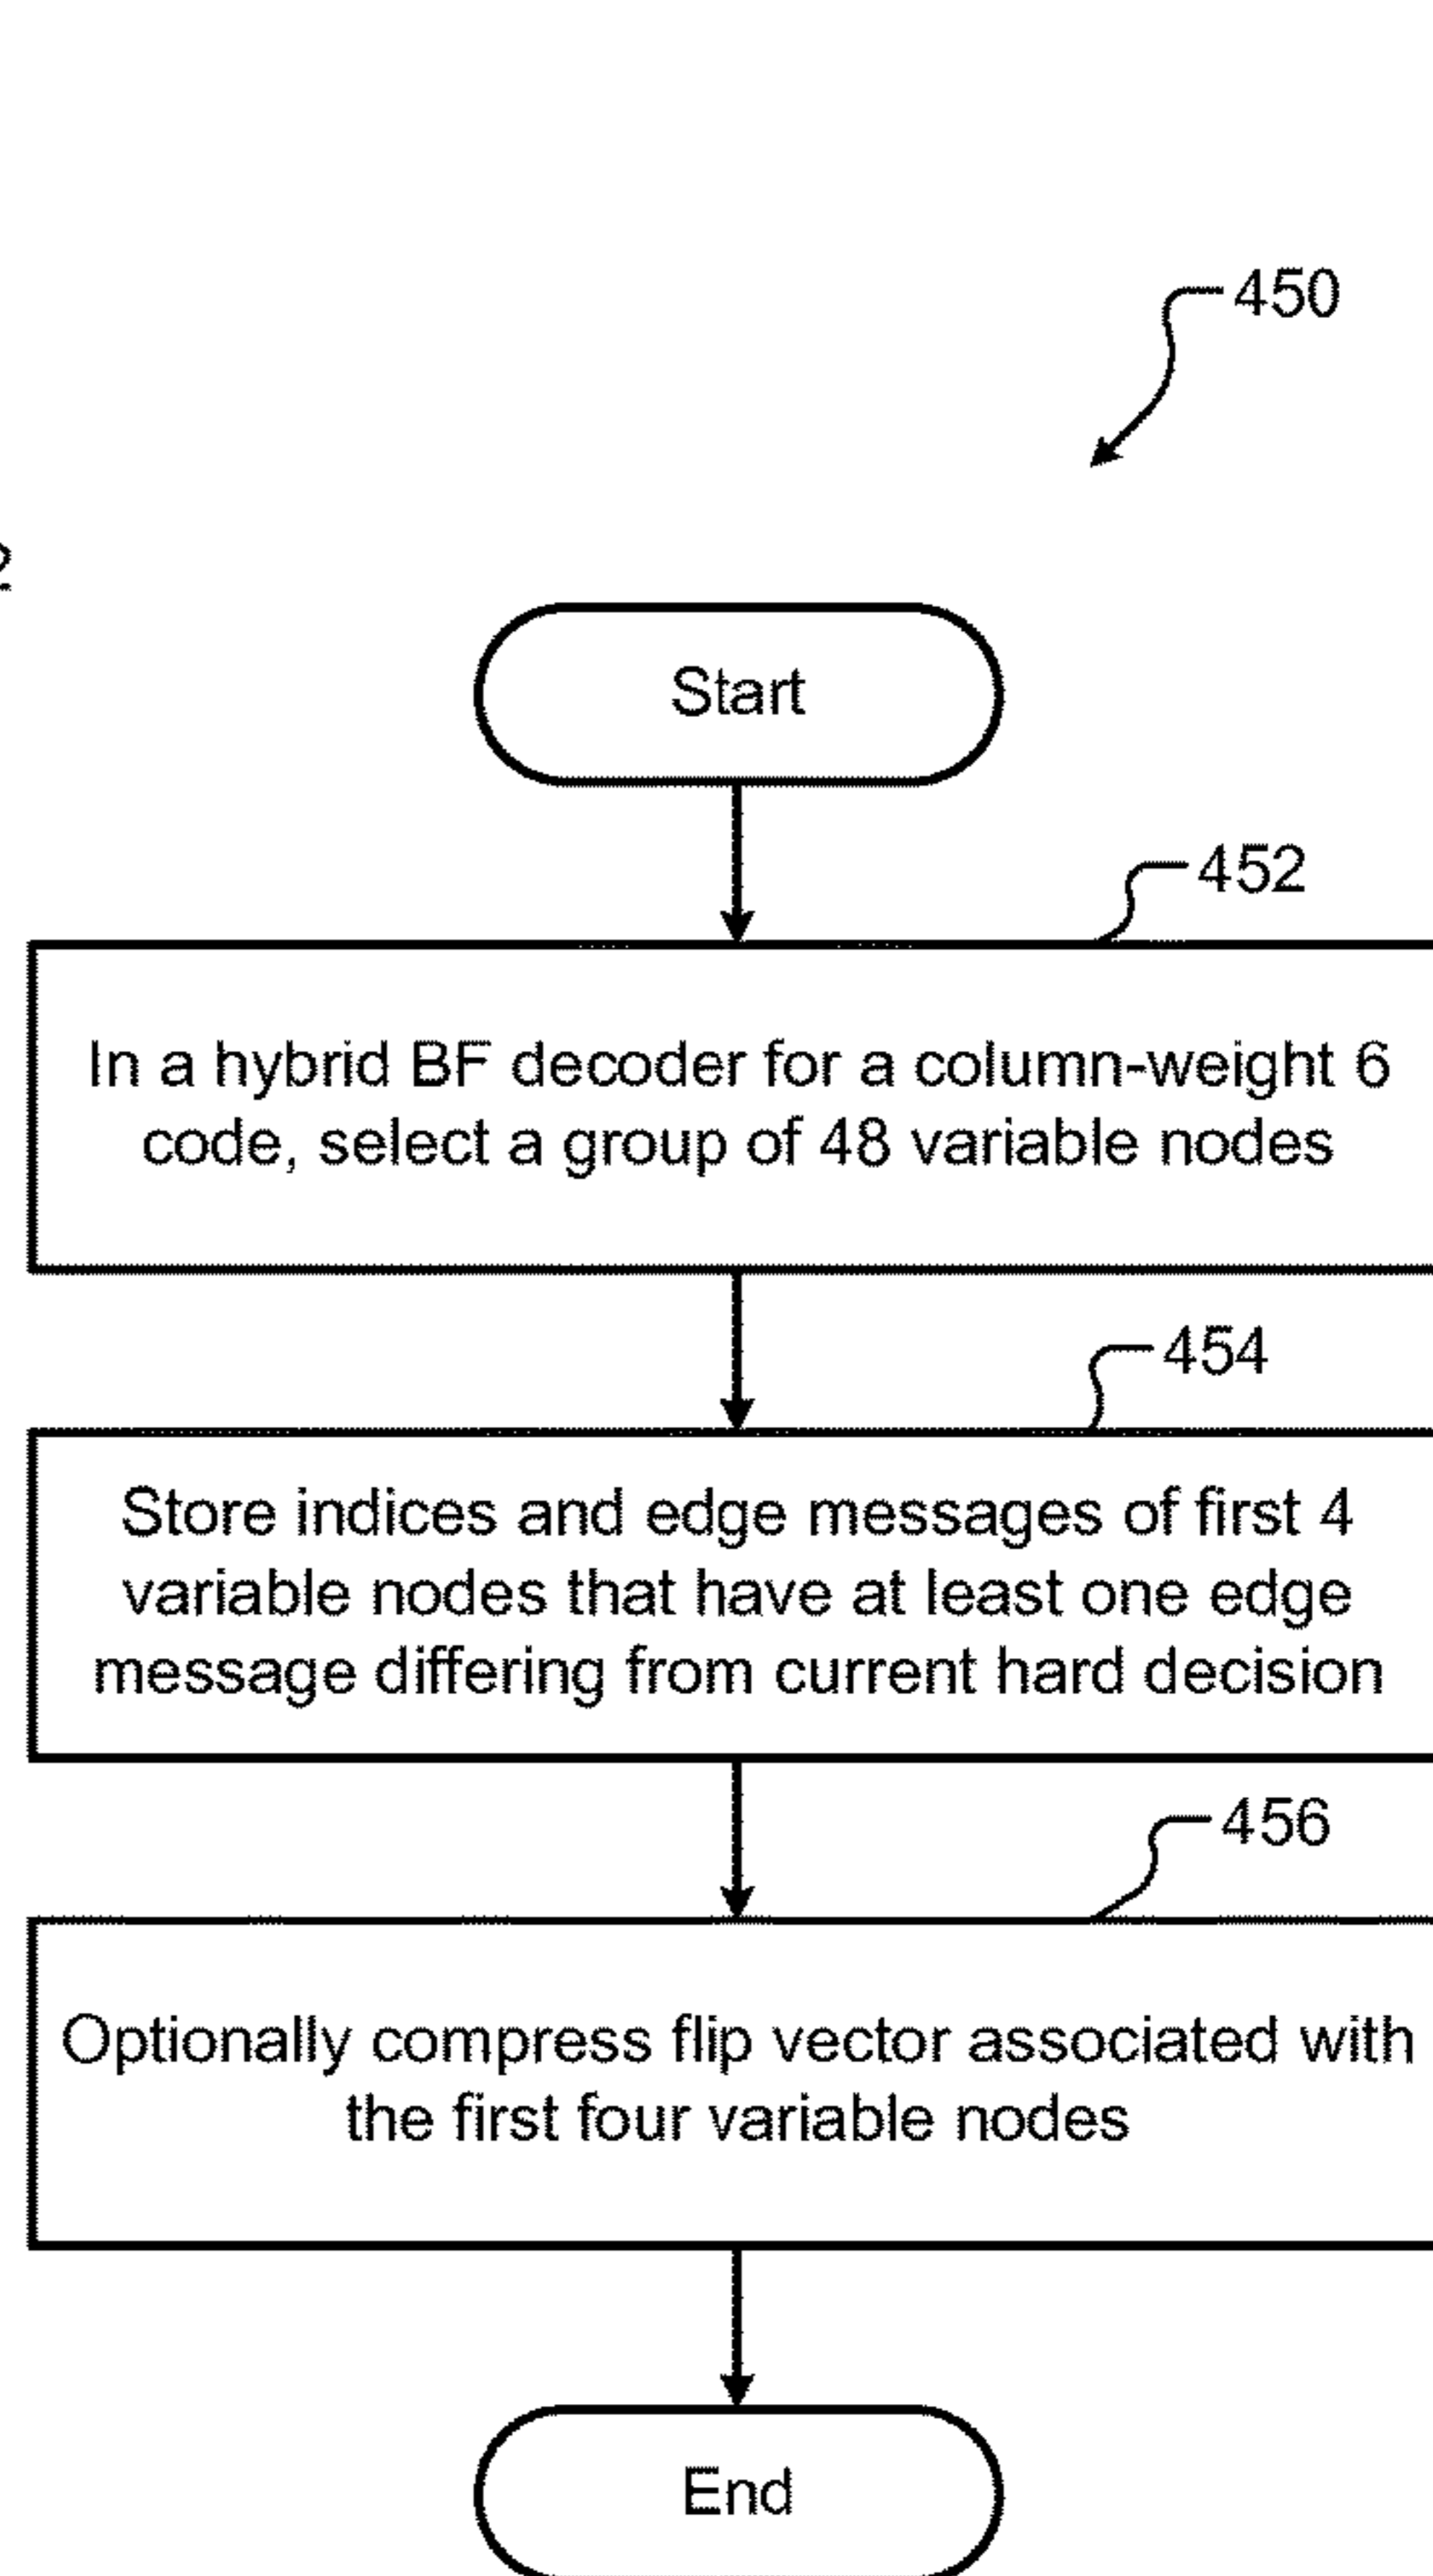 450
2
Start
452
In a hybrid BF decoder for a column-weight 6
code, select a group of 48 variable nodes
454
Store indices and edge messages of first 4
variable nodes that have at least one edge
message differing from current hard decision
456
Optionally compress flip vector associated with
the first four variable nodes
End